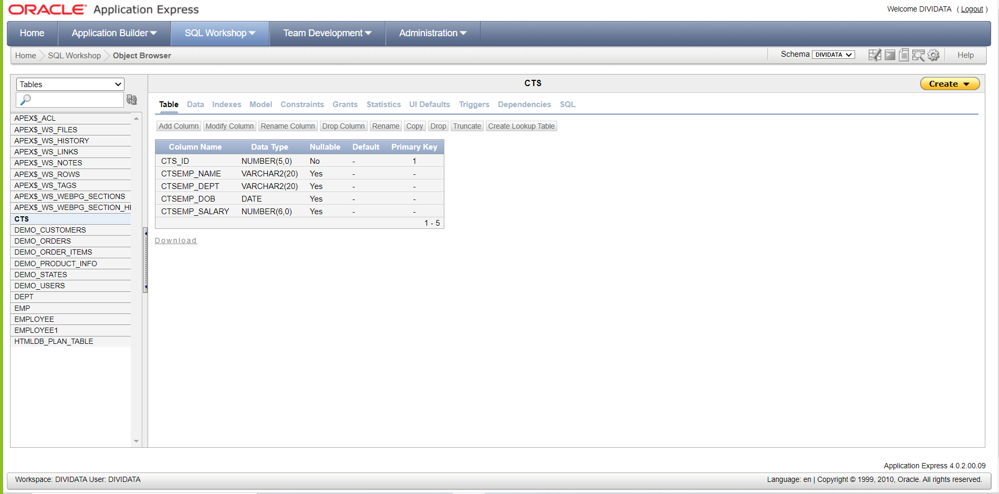 ORACLE Application Express
Welcome DIVIDATA ( Logout )
Home Application Builder SQL Workshop Team Development Administration
Home SQL Workshop Object Browser
Schema DIVIDATA Help
Tables
APEX$_ACL
APEX$_WS_FILES
APEX$_WS_HISTORY
APEX$_WS_LINKS
APEX$_WS_NOTES
APEX$_WS_ROWS
APEX$_WS_TAGS
APEX$_WS_WEBPG_SECTIONS
APEX$_WS_WEBPG_SECTION_HI
CTS
DEMO_CUSTOMERS
DEMO_ORDERS
DEMO_ORDER_ITEMS
DEMO_PRODUCT_INFO
DEMO_STATES
DEMO_USERS
DEPT
EMP
EMPLOYEE
EMPLOYEE1
HTMLDB_PLAN_TABLE
CTS
Create
Table Data Indexes Model Constraints Grants Statistics UI Defaults Triggers Dependencies SQL
Add Column Modify Column Rename Column Drop Column Rename Copy Drop Truncate Create Lookup Table
Column Name Data Type Nullable Default Primary Key
CTS_ID NUMBER(5,0) No - 1
CTSEMP_NAME VARCHAR2(20) Yes - -
CTSEMP_DEPT VARCHAR2(20) Yes - -
CTSEMP_DOB DATE Yes - -
CTSEMP_SALARY NUMBER(6,0) Yes - -
1 - 5
Download
Application Express 4.0.2.00.09
Workspace: DIVIDATA User: DIVIDATA
Language: en | Copyright © 1999, 2010, Oracle. All rights reserved.